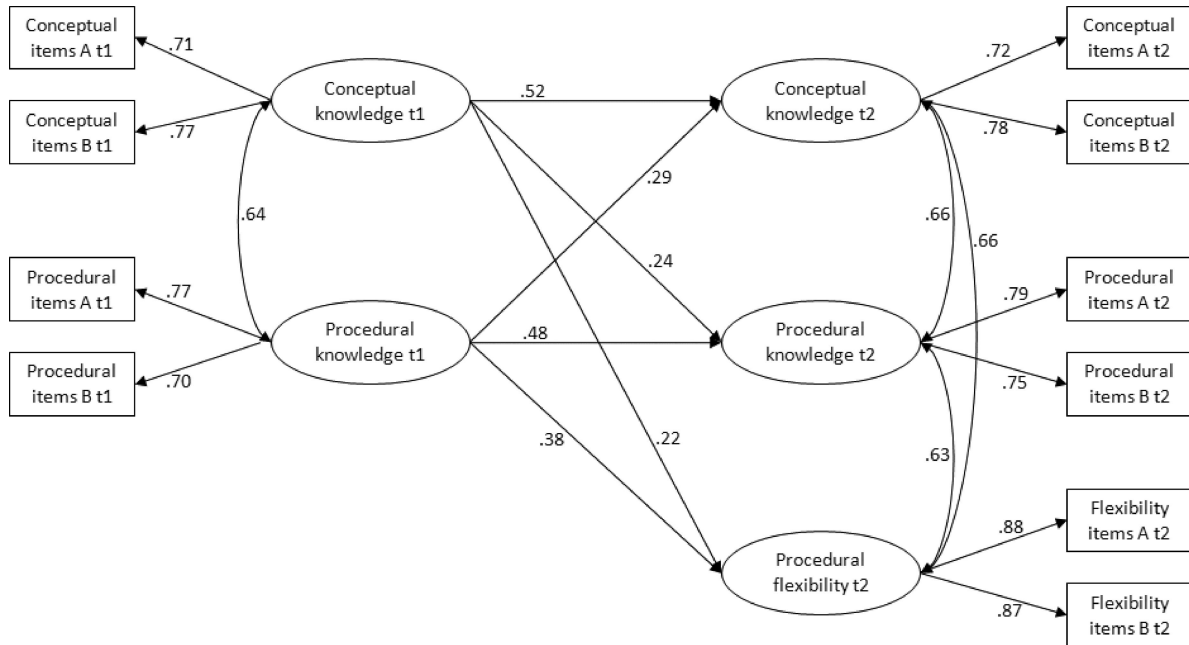 Conceptual
items A t1
.71
Conceptual
knowledge t1
.52
Conceptual
knowledge t2
.72
Conceptual
items A t2
Conceptual
items B t1
.77
.78
Conceptual
items B t2
.29
.64
.66
.66
.24
Procedural
items A t1
.77
Procedural
knowledge t1
.48
Procedural
knowledge t2
.79
Procedural
items A t2
Procedural
items B t1
.70
.75
Procedural
items B t2
.38
.22
.63
Procedural
flexibility t2
.88
Flexibility
items A t2
.87
Flexibility
items B t2